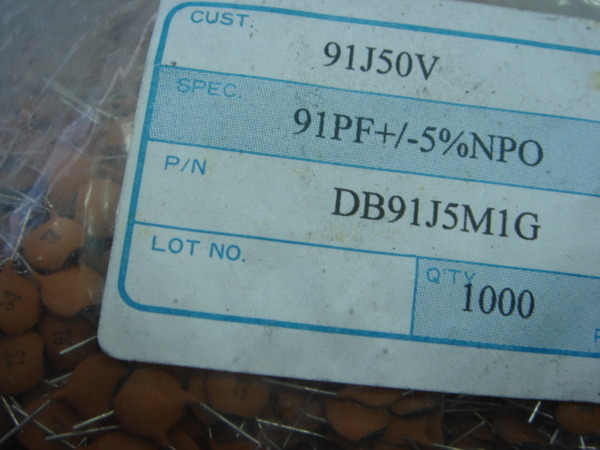 CUST.
91J50V
SPEC.
91PF+/-5%NPO
P/N
DB91J5M1G
LOT NO.
Q'TY
1000